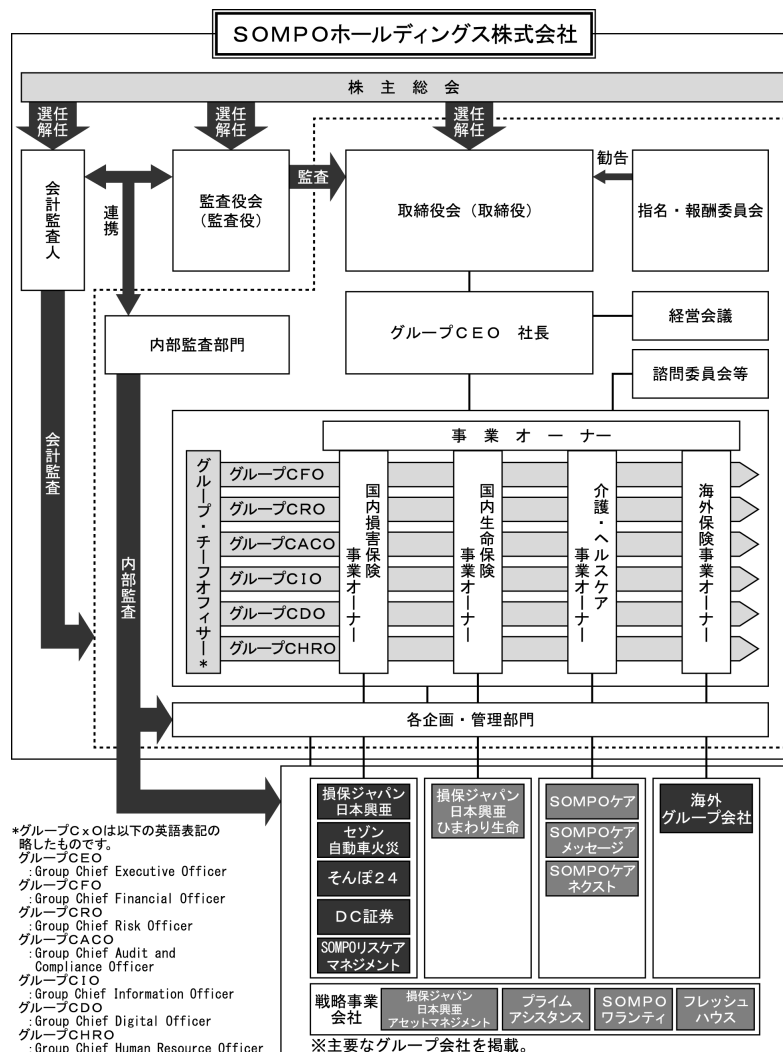 SOMPOホールディングス株式会社
株主総会
選任
解任
選任
解任
選任
解任
会計監査人
連携
監査役会
(監査役)
監査
取締役会(取締役)
勧告
指名・報酬委員会
内部監査部門
グループCEO 社長
経営会議
諮問委員会等
会計監査
内部監査
事業オーナー
グループ・チーフオフィサー*
グループCFO
グループCRO
グループCACO
グループCIO
グループCDO
グループCHRO
国内損害保険
事業オーナー
国内生命保険
事業オーナー
介護・ヘルスケア
事業オーナー
海外保険事業オーナー
各企画・管理部門
損保ジャパン
日本興亜
セゾン
自動車火災
そんぽ24
DC証券
SOMPOリスケア
マネジメント
損保ジャパン
日本興亜
ひまわり生命
SOMPOケア
SOMPOケア
メッセージ
SOMPOケア
ネクスト
海外
グループ会社
戦略事業
会社
損保ジャパン
日本興亜
アセットマネジメント
プライム
アシスタンス
SOMPO
ワランティ
フレッシュ
ハウス
※主要なグループ会社を掲載。
*グループCxOは以下の英語表記の
略したものです。
グループCEO
:Group Chief Executive Officer
グループCFO
:Group Chief Financial Officer
グループCRO
:Group Chief Risk Officer
グループCACO
:Group Chief Audit and
Compliance Officer
グループCIO
:Group Chief Information Officer
グループCDO
:Group Chief Digital Officer
グループCHRO
:Group Chief Human Resource Officer